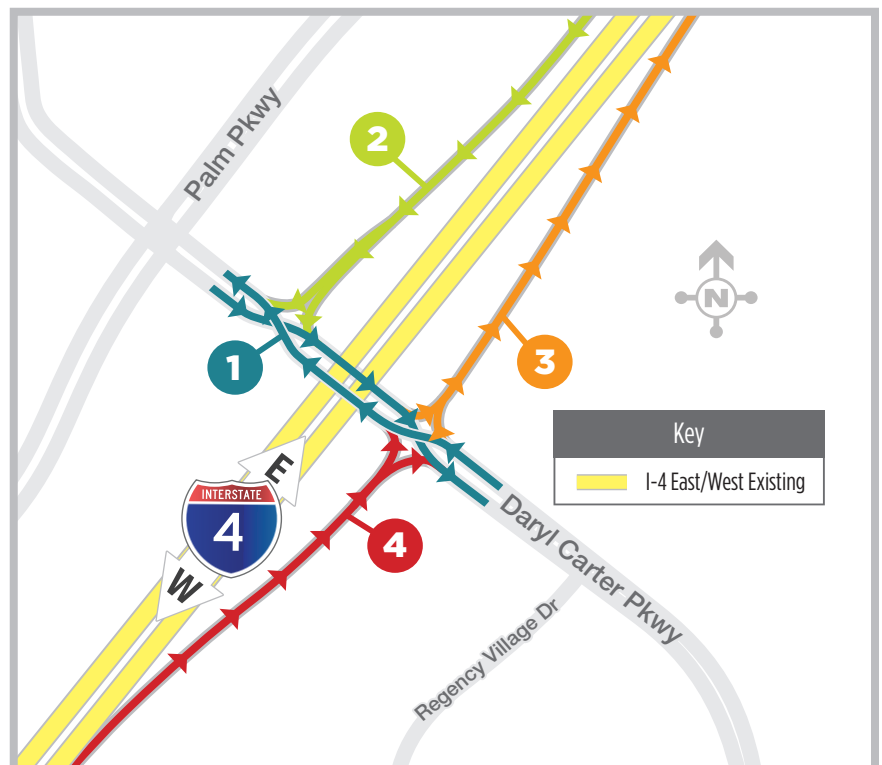 Palm Pkwy
2
N
1
3
Key
I-4 East/West Existing
E
INTERSTATE
4
W
4
Daryl Carter Pkwy
Regency Village Dr